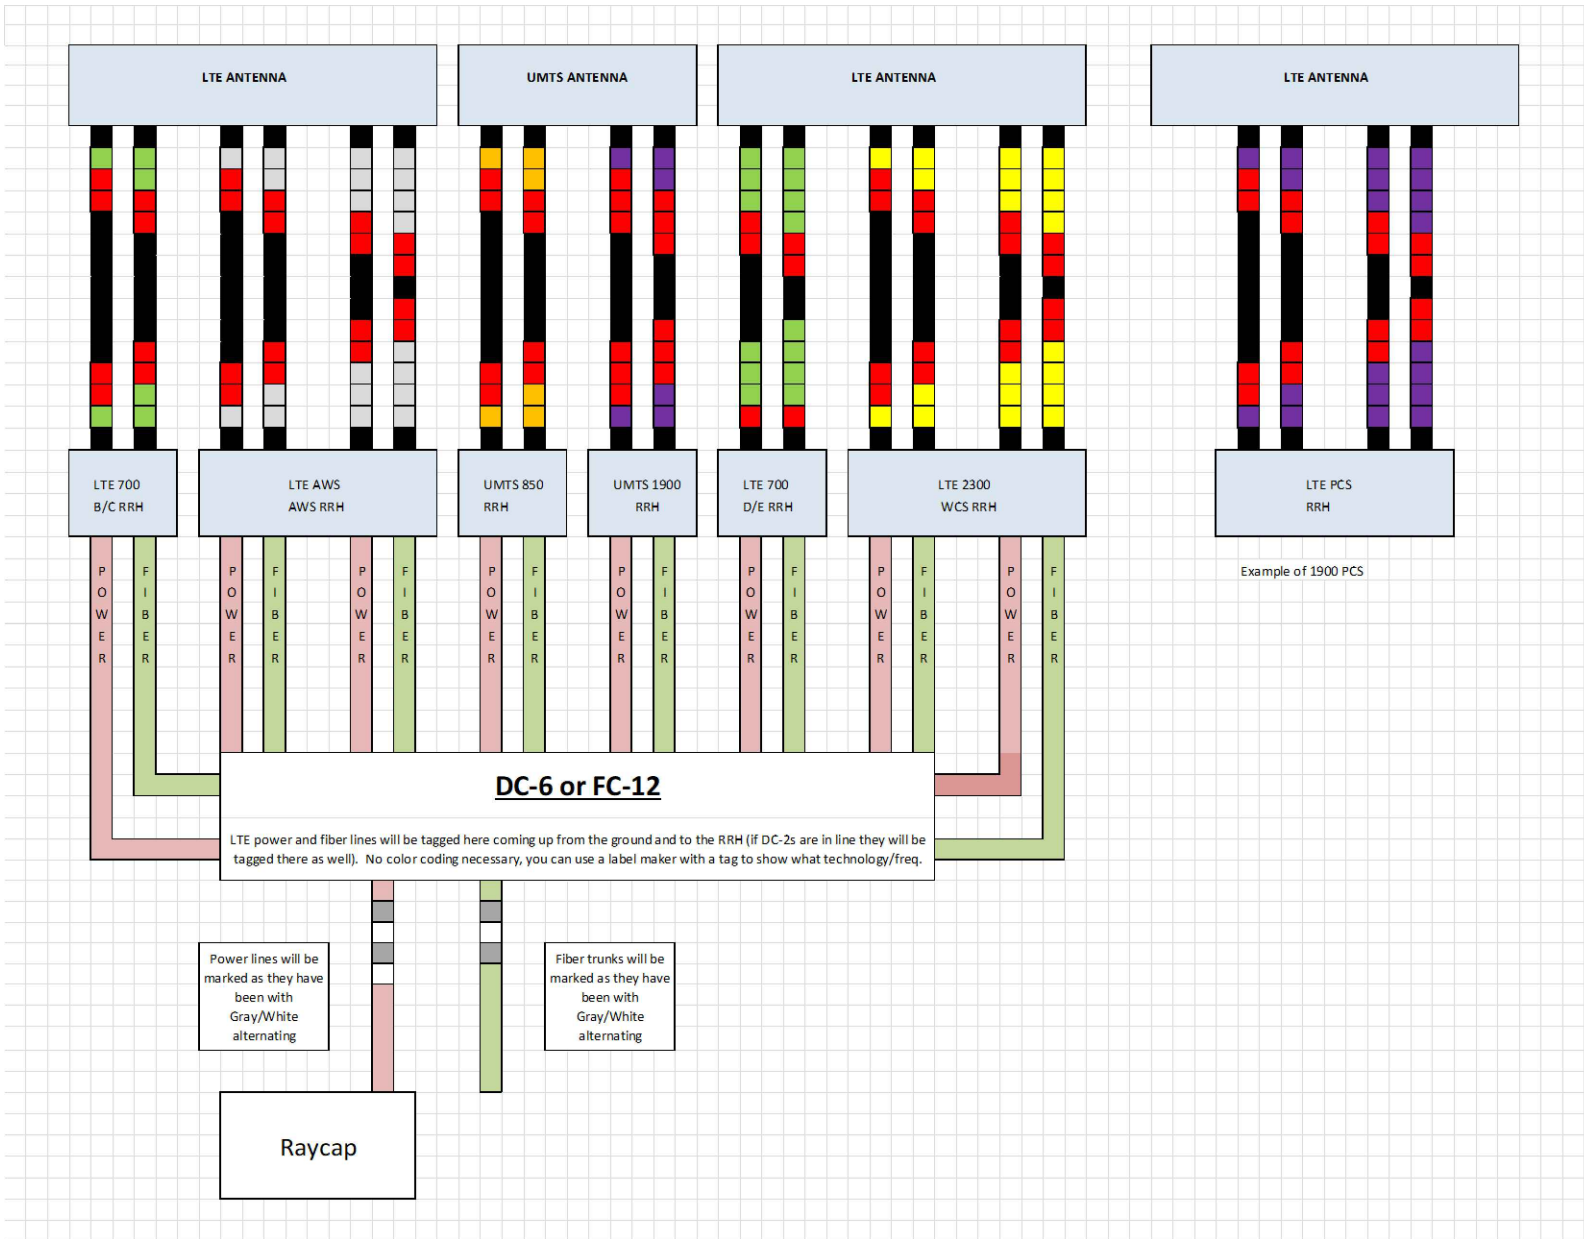 LTE ANTENNA
UMTS ANTENNA
LTE ANTENNA
LTE ANTENNA
LTE 700
B/C RRH
LTE AWS
AWS RRH
UMTS 850
RRH
UMTS 1900
RRH
LTE 700
D/E RRH
LTE 2300
WCS RRH
LTE PCS
RRH
POWER
FIBER
POWER
FIBER
POWER
FIBER
POWER
FIBER
POWER
FIBER
POWER
FIBER
POWER
FIBER
POWER
FIBER
Example of 1900 PCS
DC-6 or FC-12
LTE power and fiber lines will be tagged here coming up from the ground and to the RRH (if DC-2s are in line they will be
tagged there as well). No color coding necessary, you can use a label maker with a tag to show what technology/freq.
Power lines will be
marked as they have
been with
Gray/White
alternating
Fiber trunks will be
marked as they have
been with
Gray/White
alternating
Raycap